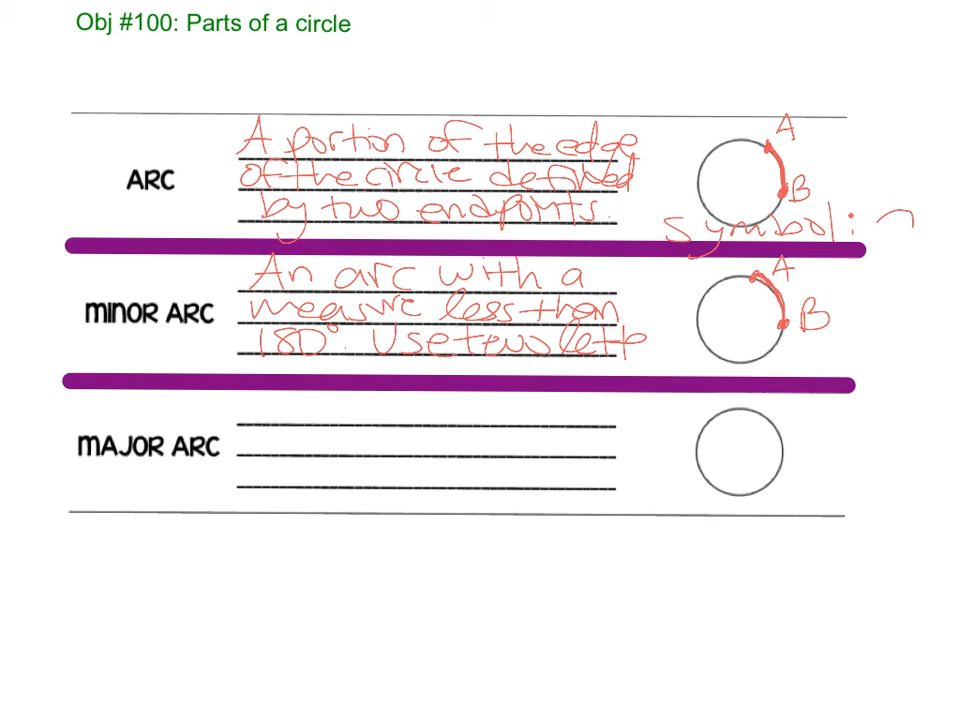 Obj #100: Parts of a circle
A portion of the edge
of the circle defined
by two endpoints.
ARC
A
B
Symbol: ⌒
An arc with a
measure less than
180°. Use two lett
MINOR ARC
A
B
MAJOR ARC